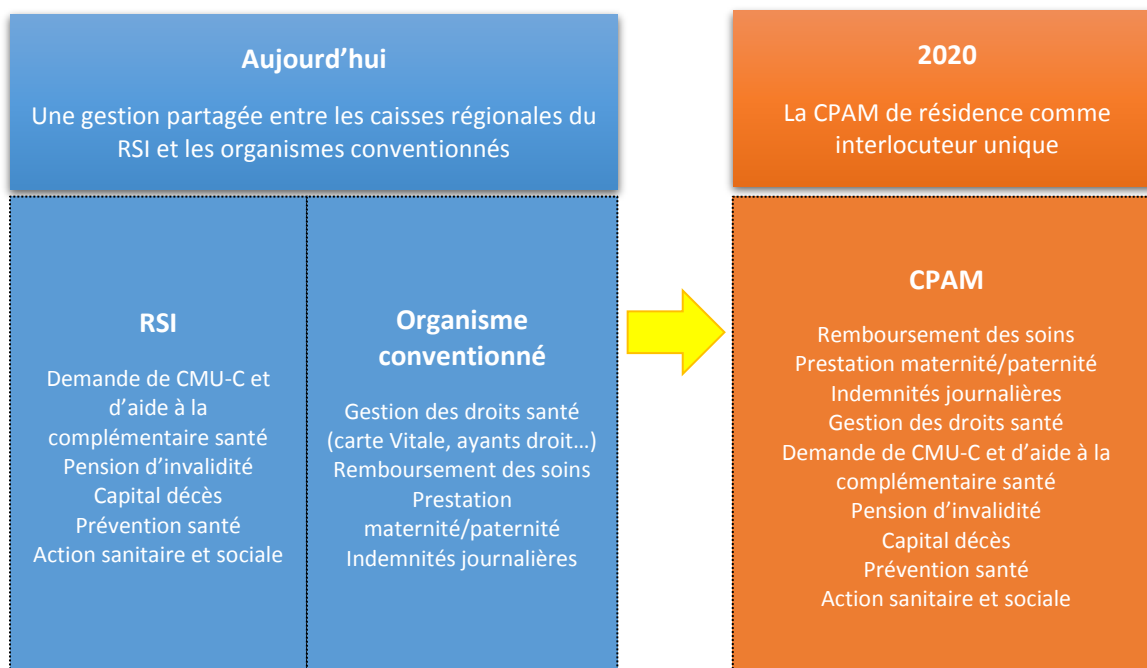 Aujourd’hui
Une gestion partagée entre les caisses régionales du
RSI et les organismes conventionnés
RSI
Demande de CMU-C et
d’aide à la
complémentaire santé
Pension d’invalidité
Capital décès
Prévention santé
Action sanitaire et sociale
Organisme
conventionné
Gestion des droits santé
(carte Vitale, ayants droit…)
Remboursement des soins
Prestation
maternité/paternité
Indemnités journalières
2020
La CPAM de résidence comme
interlocuteur unique
CPAM
Remboursement des soins
Prestation maternité/paternité
Indemnités journalières
Gestion des droits santé
Demande de CMU-C et d’aide à la
complémentaire santé
Pension d’invalidité
Capital décès
Prévention santé
Action sanitaire et sociale